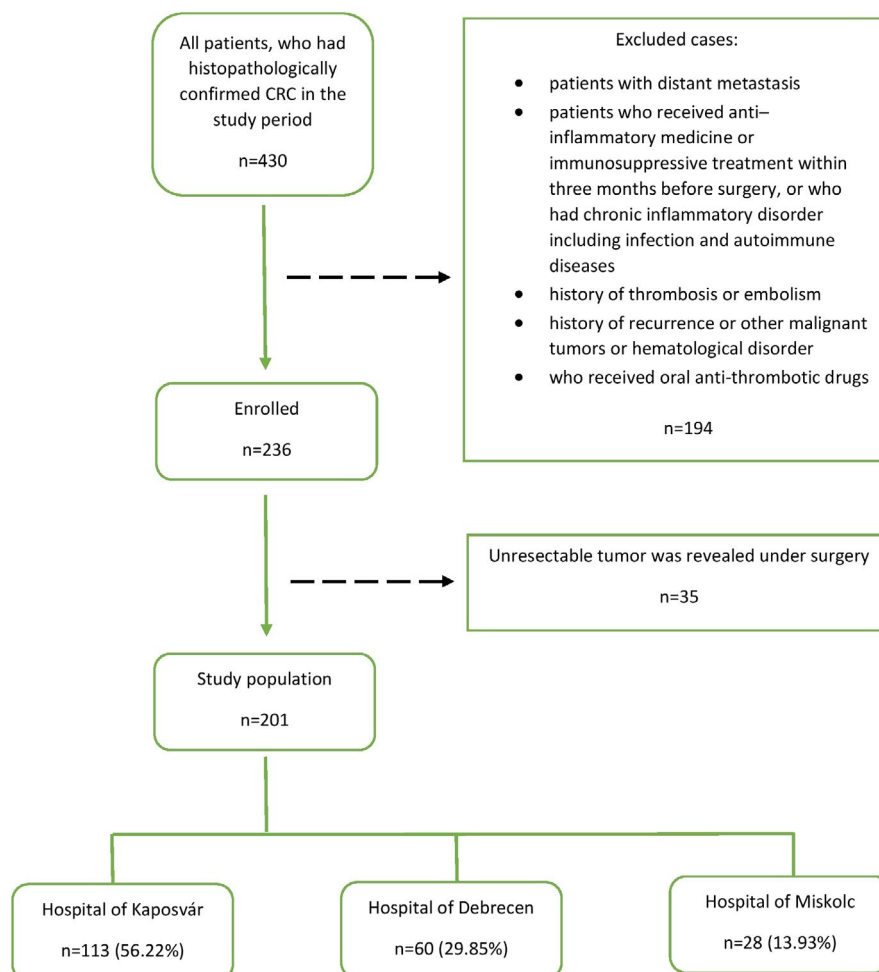 All patients, who had
histopathologically
confirmed CRC in the
study period
n=430
Excluded cases:
• patients with distant metastasis
• patients who received anti–
inflammatory medicine or
immunosuppressive treatment within
three months before surgery, or who
had chronic inflammatory disorder
including infection and autoimmune
diseases
• history of thrombosis or embolism
• history of recurrence or other malignant
tumors or hematological disorder
• who received oral anti-thrombotic drugs
n=194
Enrolled
n=236
Unresectable tumor was revealed under surgery
n=35
Study population
n=201
Hospital of Kaposvár
n=113 (56.22%)
Hospital of Debrecen
n=60 (29.85%)
Hospital of Miskolc
n=28 (13.93%)